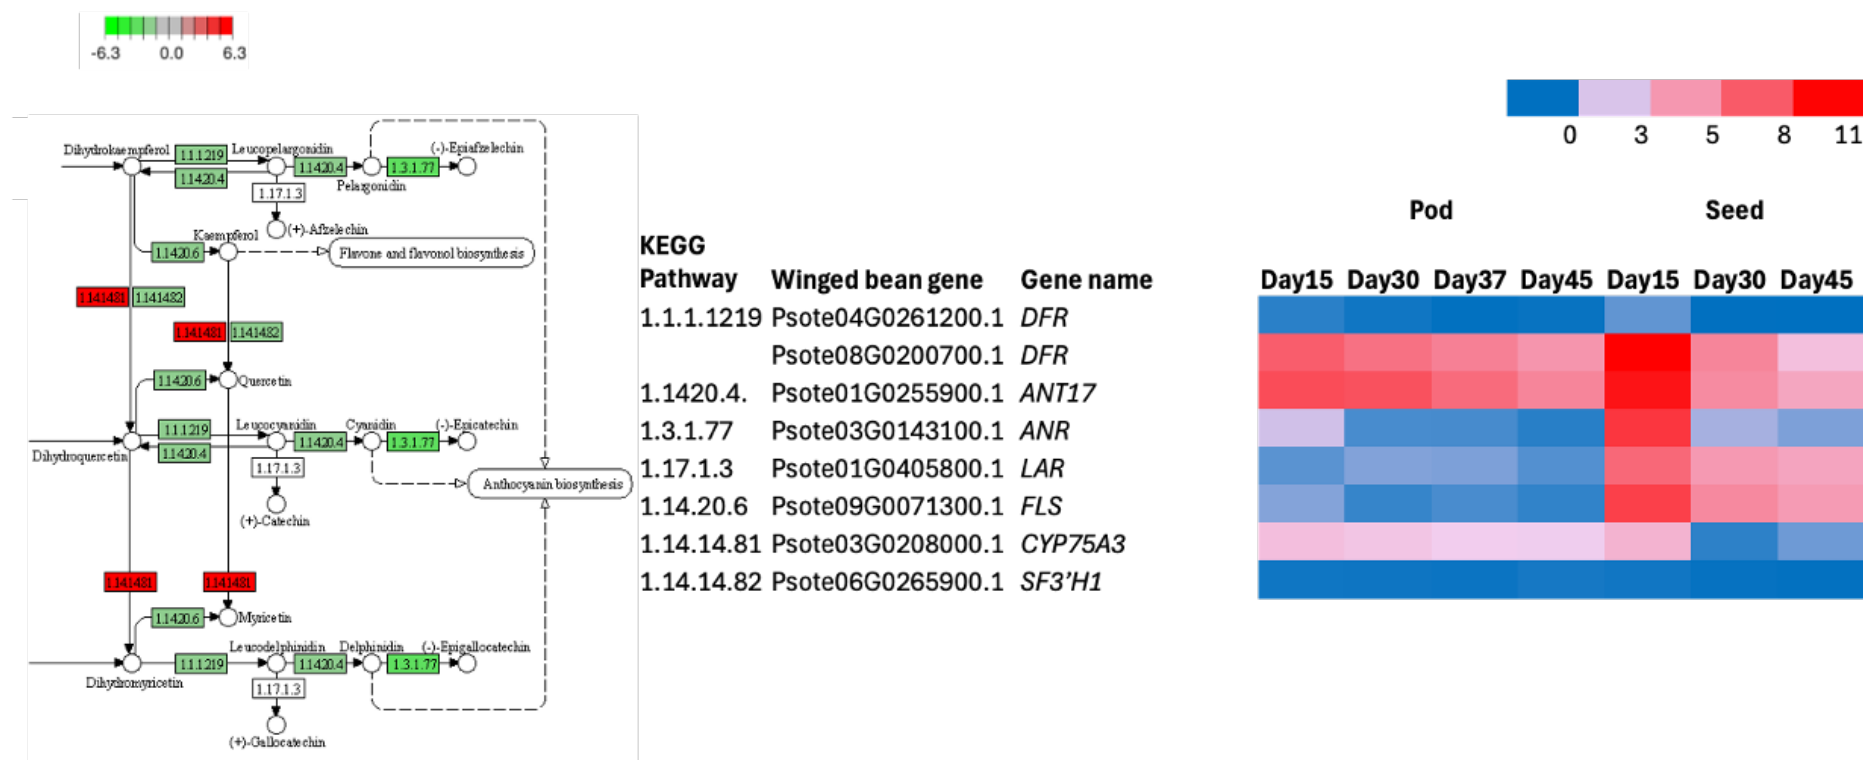 -6.3 0.0 6.3
0 3 5 8 11
Dihydrokaempferol 1.1.1.219 Leucopelargonidin (-)-Epiafzelechin
1.14.20.4 1.14.20.4 1.3.1.77
Pelargonidin
1.17.1.3
(+)-Afzelechin
Kaempferol
1.14.20.6 Flavone and flavonol biosynthesis
1.14.14.81 1.14.14.82
1.14.14.81 1.14.14.82
1.14.20.6 Quercetin
1.1.1.219 Leucocyanidin Cyanidin (-)-Epicatechin
1.14.20.4 1.14.20.4 1.3.1.77
Dihydroquercetin
1.17.1.3
Anthocyanin biosynthesis
(+)-Catechin
1.14.14.81 1.14.14.81
1.14.20.6 Myricetin
Leucodelphinidin Delphinidin (-)-Epigallocatechin
1.1.1.219 1.14.20.4 1.3.1.77
Dihydromyricetin
1.17.1.3
(+)-Gallocatechin
Pod Seed
KEGG
Pathway Winged bean gene Gene name Day15 Day30 Day37 Day45 Day15 Day30 Day45
1.1.1.1219 Psote04G0261200.1 DFR
Psote08G0200700.1 DFR
1.1420.4. Psote01G0255900.1 ANT17
1.3.1.77 Psote03G0143100.1 ANR
1.17.1.3 Psote01G0405800.1 LAR
1.14.20.6 Psote09G0071300.1 FLS
1.14.14.81 Psote03G0208000.1 CYP75A3
1.14.14.82 Psote06G0265900.1 SF3'H1